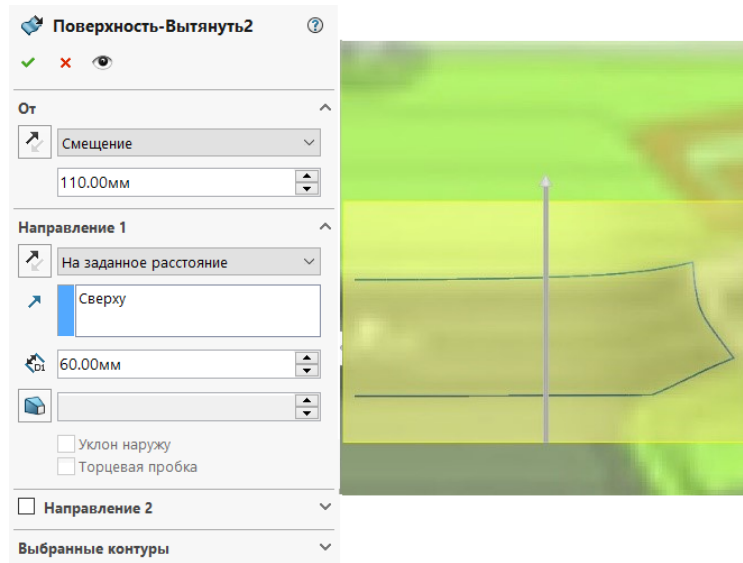 Поверхность-Вытянуть2
От
Смещение
110.00мм
Направление 1
На заданное расстояние
Сверху
D1
60.00мм
Уклон наружу
Торцевая пробка
Направление 2
Выбранные контуры